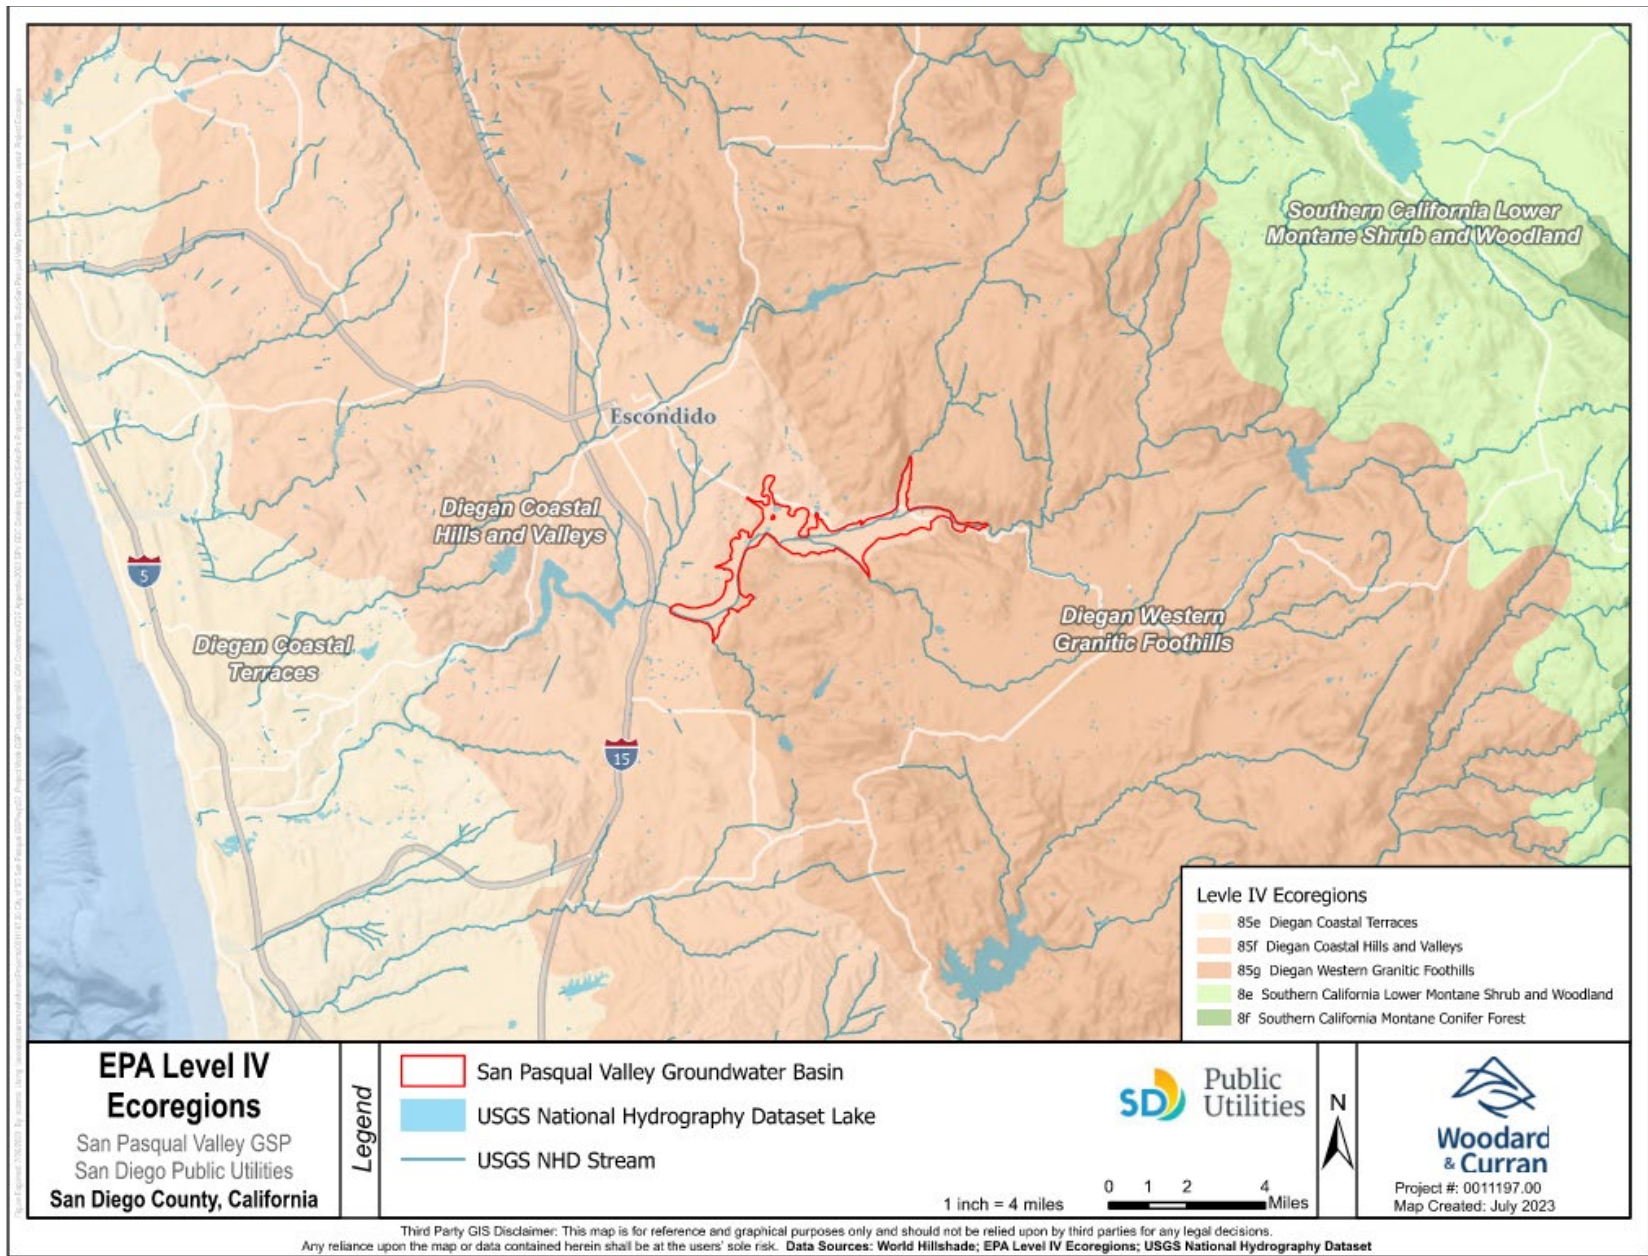 Southern California Lower
Montane Shrub and Woodland
Escondido
Diegan Coastal
Hills and Valleys
5
Diegan Coastal
Terraces
Diegan Western
Granitic Foothills
15
Levle IV Ecoregions
85e Diegan Coastal Terraces
85f Diegan Coastal Hills and Valleys
85g Diegan Western Granitic Foothills
8e Southern California Lower Montane Shrub and Woodland
8f Southern California Montane Conifer Forest
EPA Level IV
Ecoregions
San Pasqual Valley GSP
San Diego Public Utilities
San Diego County, California
Legend
San Pasqual Valley Groundwater Basin
USGS National Hydrography Dataset Lake
USGS NHD Stream
SD Public
Utilities
1 inch = 4 miles
0 1 2 4
Miles
N
Woodard
& Curran
Project #: 0011197.00
Map Created: July 2023
Third Party GIS Disclaimer: This map is for reference and graphical purposes only and should not be relied upon by third parties for any legal decisions.
Any reliance upon the map or data contained herein shall be at the users' sole risk. Data Sources: World Hillshade; EPA Level IV Ecoregions; USGS National Hydrography Dataset